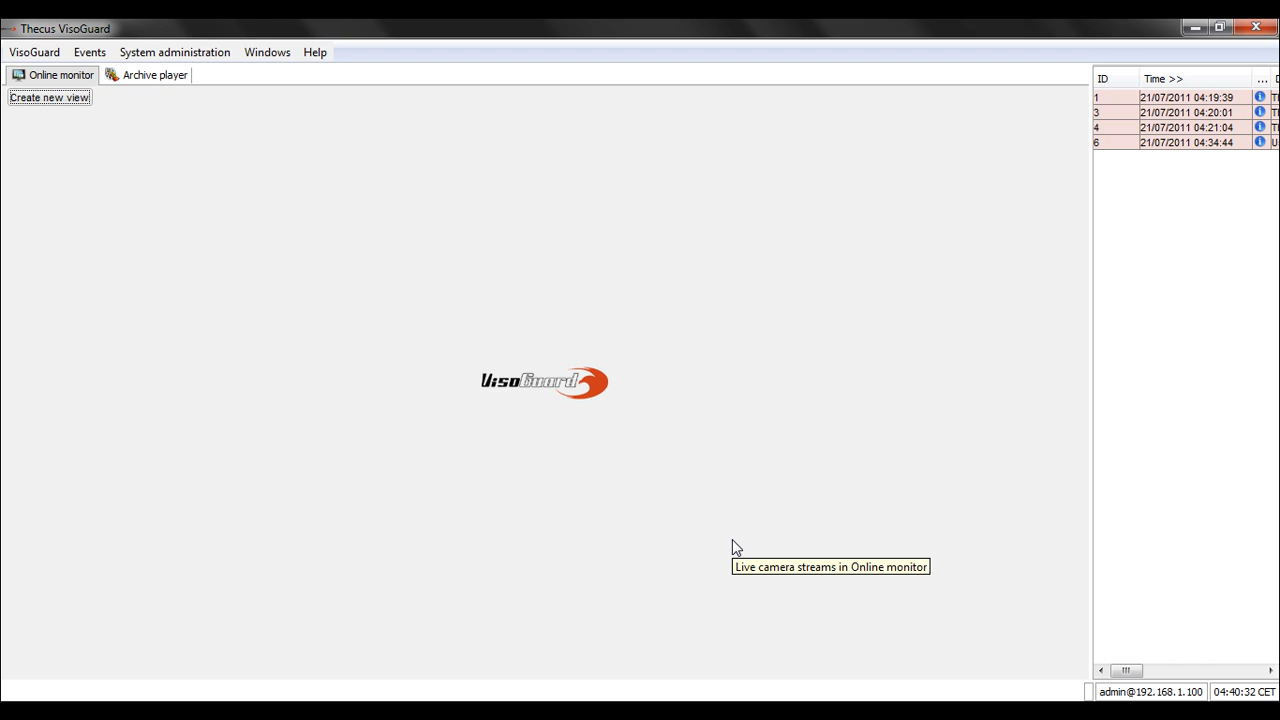 Thecus VisoGuard
VisoGuard Events System administration Windows Help
Online monitor Archive player
Create new view
ID Time >> ...
1 21/07/2011 04:19:39
3 21/07/2011 04:20:01
4 21/07/2011 04:21:04
6 21/07/2011 04:34:44
VisoGuard
Live camera streams in Online monitor
admin@192.168.1.100 04:40:32 CET